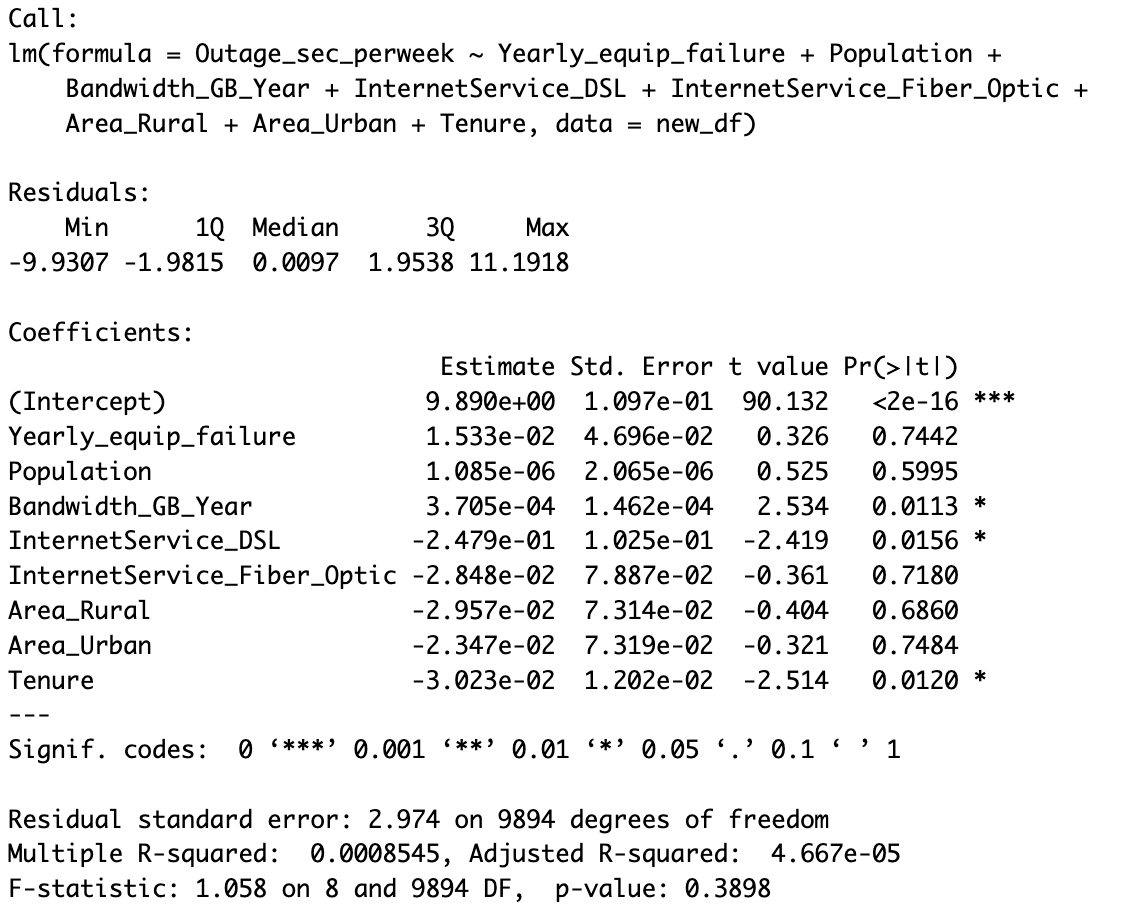 Call:
lm(formula = Outage_sec_perweek ~ Yearly_equip_failure + Population +
    Bandwidth_GB_Year + InternetService_DSL + InternetService_Fiber_Optic +
    Area_Rural + Area_Urban + Tenure, data = new_df)

Residuals:
    Min      1Q  Median      3Q     Max
-9.9307 -1.9815  0.0097  1.9538 11.1918

Coefficients:
                              Estimate Std. Error t value Pr(>|t|)
(Intercept)                  9.890e+00  1.097e-01  90.132   <2e-16 ***
Yearly_equip_failure         1.533e-02  4.696e-02   0.326   0.7442
Population                   1.085e-06  2.065e-06   0.525   0.5995
Bandwidth_GB_Year            3.705e-04  1.462e-04   2.534   0.0113 *
InternetService_DSL         -2.479e-01  1.025e-01  -2.419   0.0156 *
InternetService_Fiber_Optic -2.848e-02  7.887e-02  -0.361   0.7180
Area_Rural                  -2.957e-02  7.314e-02  -0.404   0.6860
Area_Urban                  -2.347e-02  7.319e-02  -0.321   0.7484
Tenure                      -3.023e-02  1.202e-02  -2.514   0.0120 *
---
Signif. codes:  0 ‘***’ 0.001 ‘**’ 0.01 ‘*’ 0.05 ‘.’ 0.1 ‘ ’ 1

Residual standard error: 2.974 on 9894 degrees of freedom
Multiple R-squared:  0.0008545, Adjusted R-squared:  4.667e-05
F-statistic: 1.058 on 8 and 9894 DF,  p-value: 0.3898